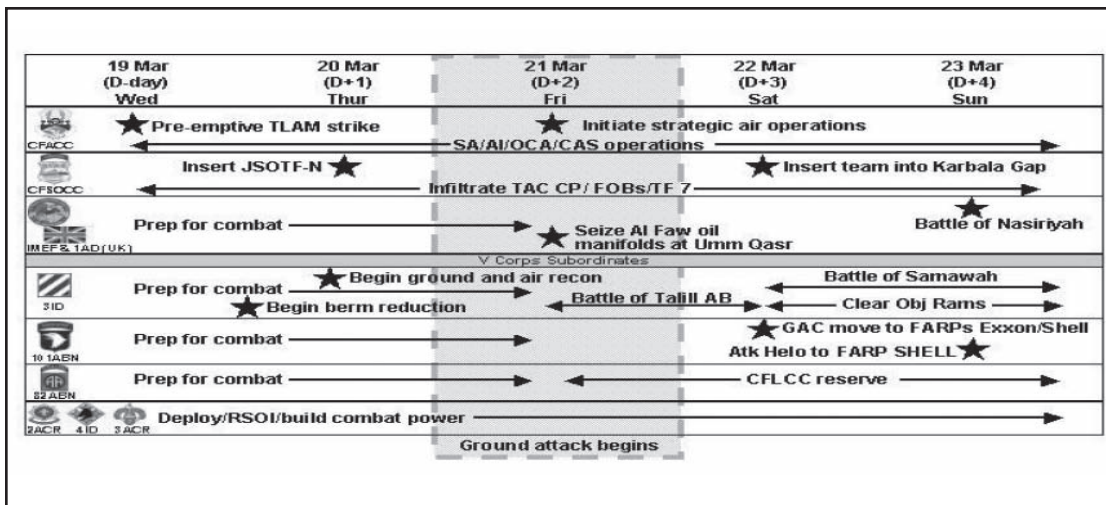 19 Mar 20 Mar 21 Mar 22 Mar 23 Mar
(D-day) (D+1) (D+2) (D+3) (D+4)
Wed Thur Fri Sat Sun
Pre-emptive TLAM strike Initiate strategic air operations
CFACC SA/AI/OCA/CAS operations
Insert JSOTF-N Insert team into Karbala Gap
CFSOCC Infiltrate TAC CP/ FOBs/TF 7
Prep for combat Battle of Nasiriyah
Seize Al Faw oil
manifolds at Umm Qasr
IMEF & 1AD(UK)
V Corps Subordinates
Begin ground and air recon Battle of Samawah
Prep for combat
Battle of Talill AB Clear Obj Rams
3ID Begin berm reduction
GAC move to FARPs Exxon/Shell
Prep for combat
101ABN Atk Helo to FARP SHELL
Prep for combat CFLCC reserve
82ABN
Deploy/RSOI/build combat power
2ACR 4ID 3ACR
Ground attack begins